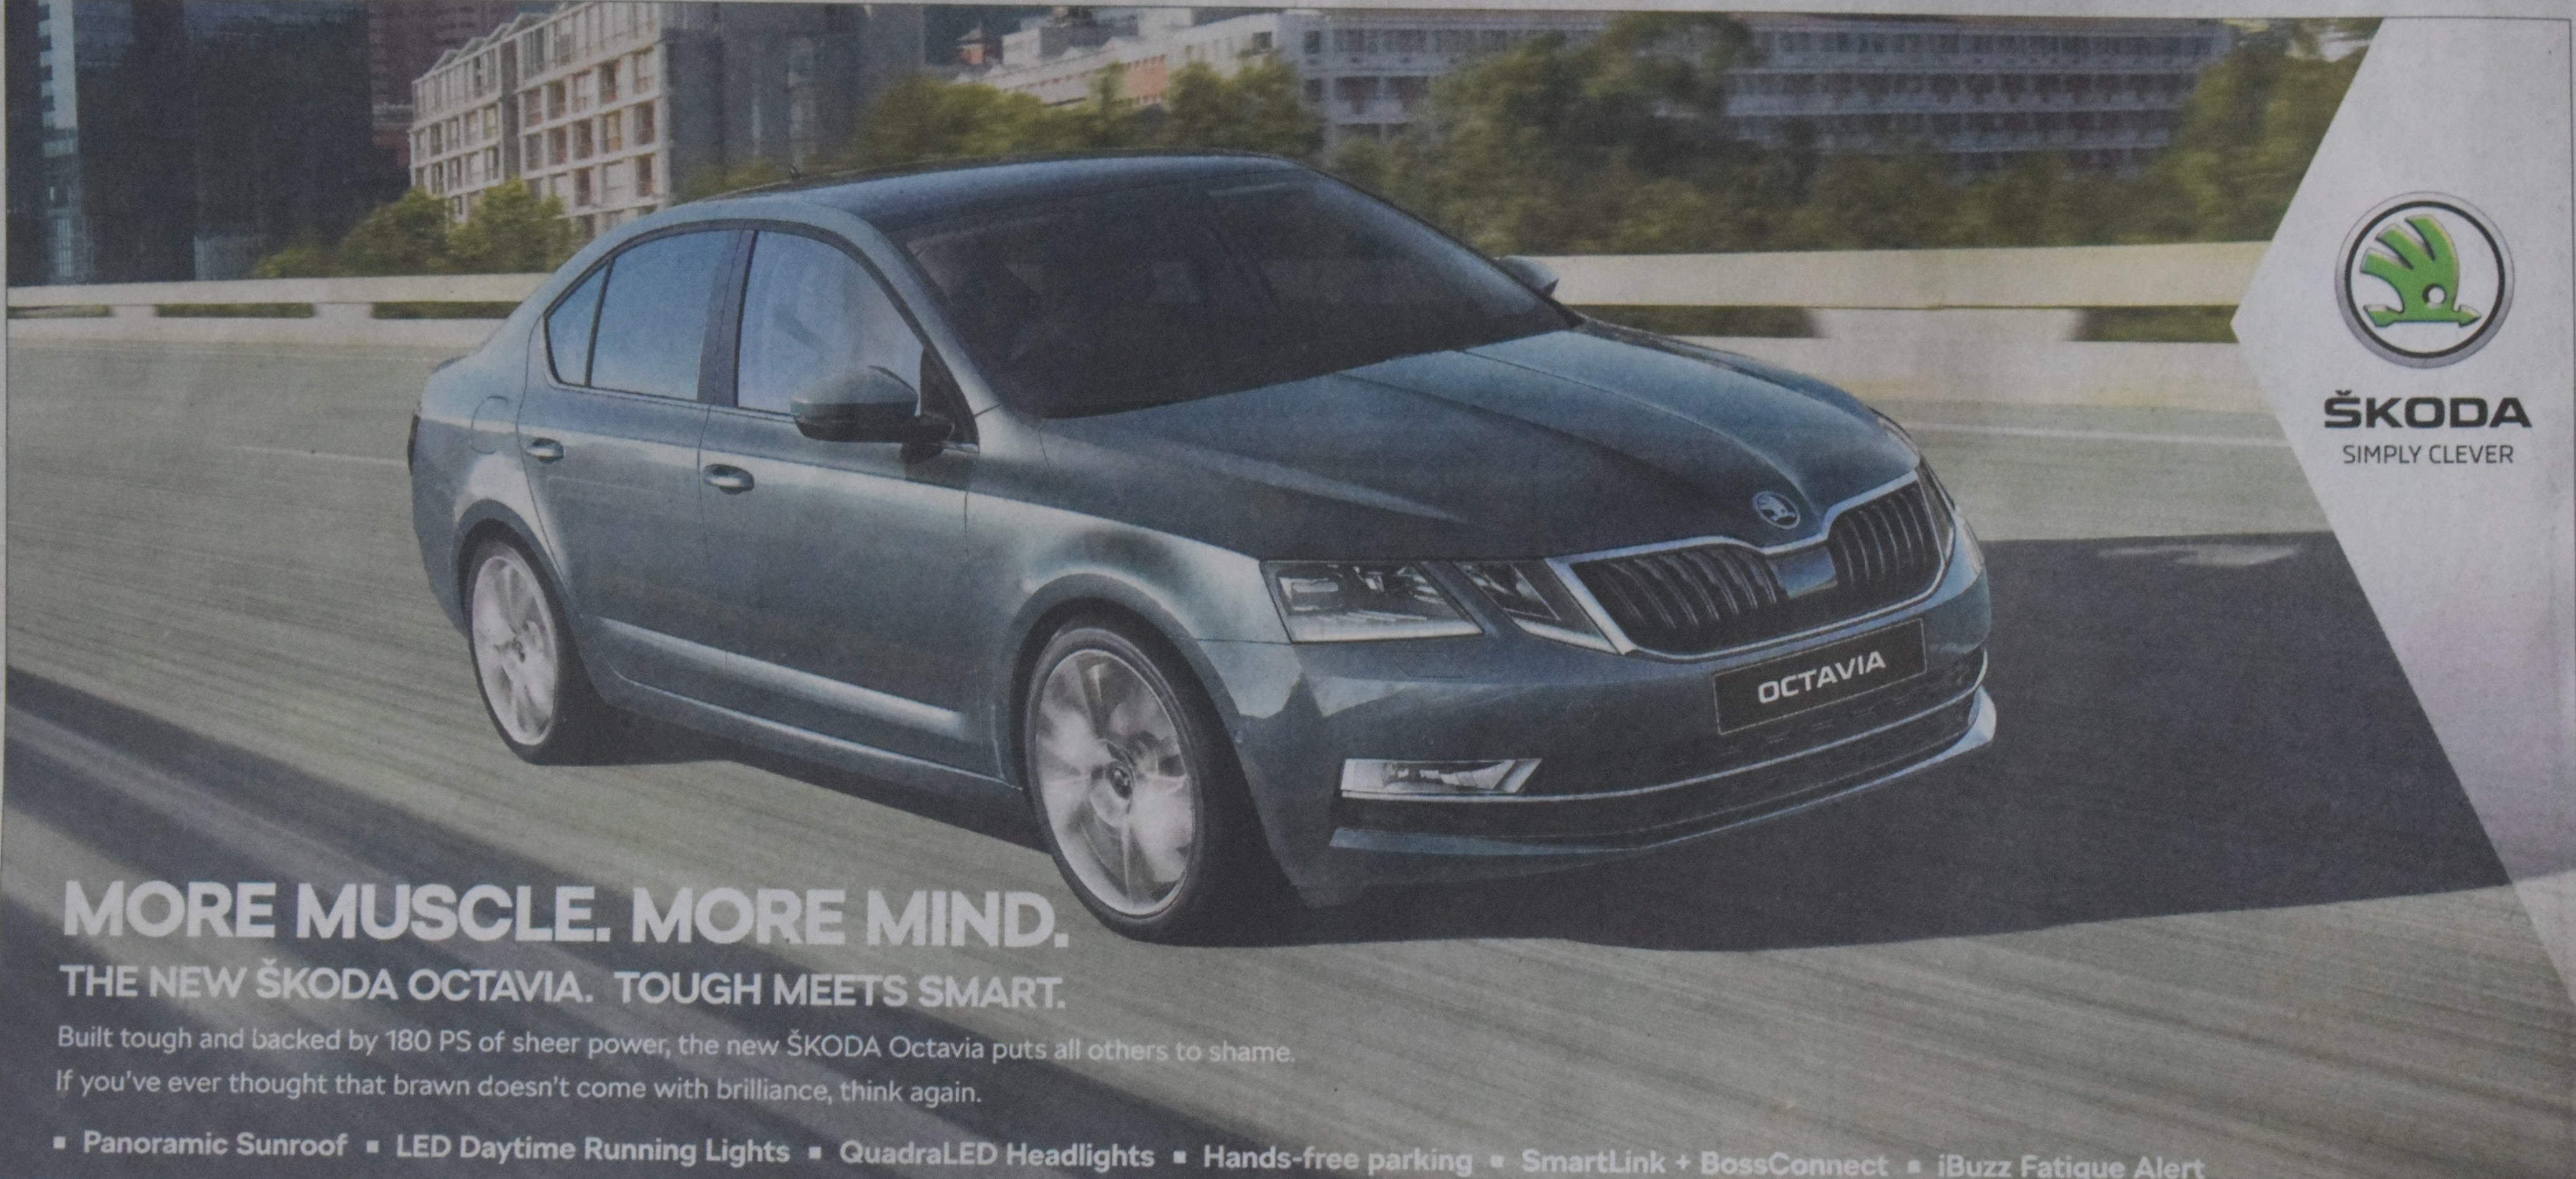 ŠKODA
SIMPLY CLEVER
OCTAVIA
MORE MUSCLE. MORE MIND.
THE NEW ŠKODA OCTAVIA. TOUGH MEETS SMART.
Built tough and backed by 180 PS of sheer power, the new ŠKODA Octavia puts all others to shame.
If you've ever thought that brawn doesn't come with brilliance, think again.
▪ Panoramic Sunroof ▪ LED Daytime Running Lights ▪ QuadraLED Headlights ▪ Hands-free parking ▪ SmartLink + BossConnect ▪ iBuzz Fatigue Alert